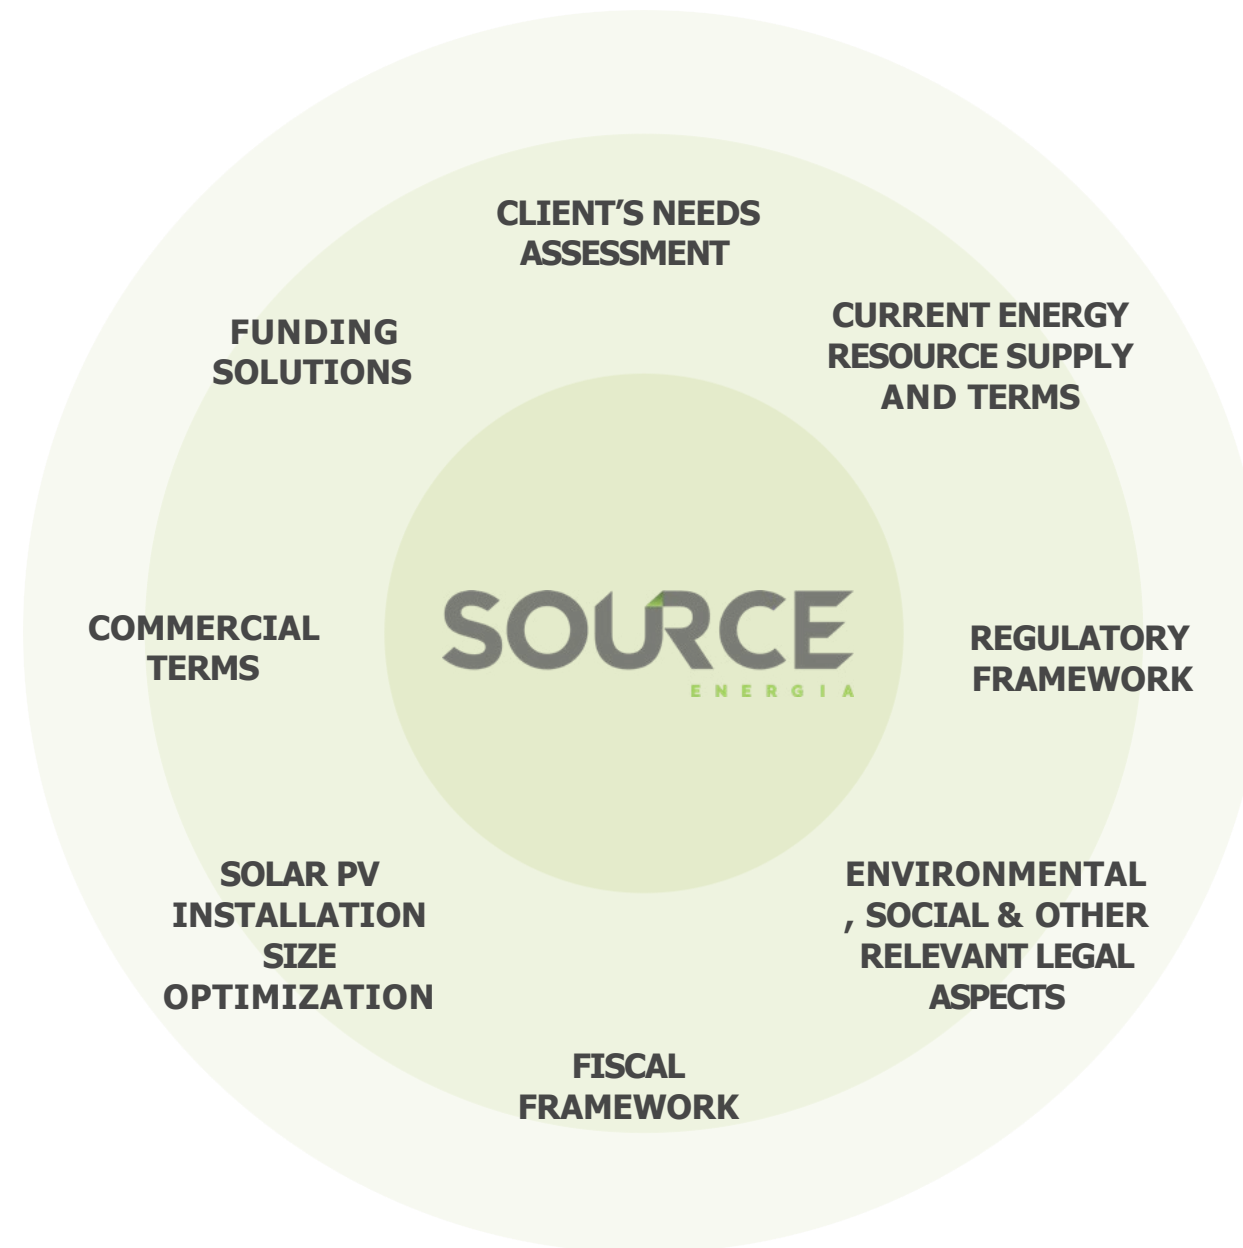 CLIENT’S NEEDS
ASSESSMENT
CURRENT ENERGY
RESOURCE SUPPLY
AND TERMS
FUNDING
SOLUTIONS
SOURCE
ENERGIA
COMMERCIAL
TERMS
REGULATORY
FRAMEWORK
SOLAR PV
INSTALLATION
SIZE
OPTIMIZATION
ENVIRONMENTAL
, SOCIAL & OTHER
RELEVANT LEGAL
ASPECTS
FISCAL
FRAMEWORK